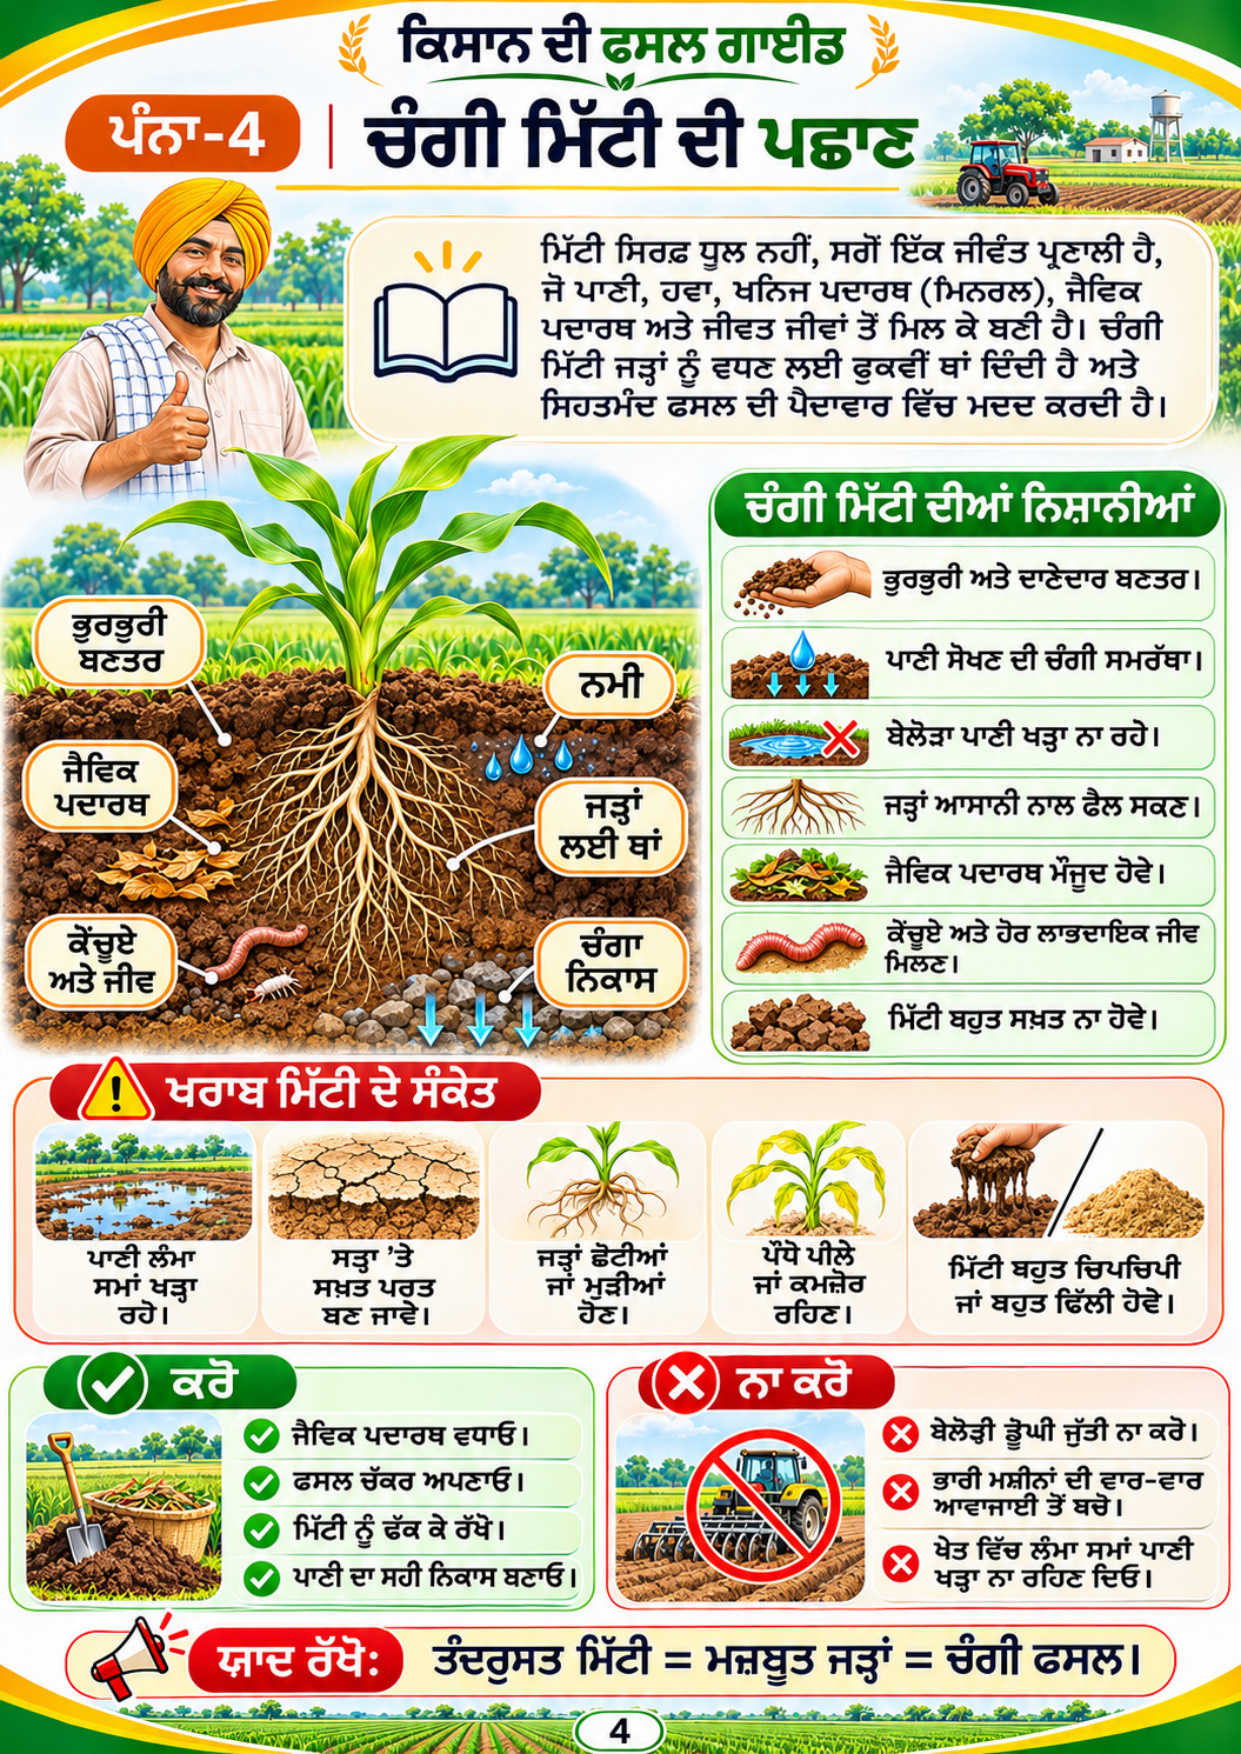 ਕਿਸਾਨ ਦੀ ਫਸਲ ਗਾਈਡ
ਪੰਨਾ-4
ਚੰਗੀ ਮਿੱਟੀ ਦੀ ਪਛਾਣ
ਮਿੱਟੀ ਸਿਰਫ਼ ਧੂਲ ਨਹੀਂ, ਸਗੋਂ ਇੱਕ ਜੀਵੰਤ ਪ੍ਰਣਾਲੀ ਹੈ,
ਜੋ ਪਾਣੀ, ਹਵਾ, ਖਨਿਜ ਪਦਾਰਥ (ਮਿਨਰਲ), ਜੈਵਿਕ
ਪਦਾਰਥ ਅਤੇ ਜੀਵਤ ਜੀਵਾਂ ਤੋਂ ਮਿਲ ਕੇ ਬਣੀ ਹੈ। ਚੰਗੀ
ਮਿੱਟੀ ਜੜ੍ਹਾਂ ਨੂੰ ਵਧਣ ਲਈ ਫੁਕਵੀਂ ਥਾਂ ਦਿੰਦੀ ਹੈ ਅਤੇ
ਸਿਹਤਮੰਦ ਫਸਲ ਦੀ ਪੈਦਾਵਾਰ ਵਿੱਚ ਮਦਦ ਕਰਦੀ ਹੈ।
ਭੁਰਭੁਰੀ
ਬਣਤਰ
ਜੈਵਿਕ
ਪਦਾਰਥ
ਕੇਂਚੂਏ
ਅਤੇ ਜੀਵ
ਨਮੀ
ਜੜ੍ਹਾਂ
ਲਈ ਥਾਂ
ਚੰਗਾ
ਨਿਕਾਸ
ਚੰਗੀ ਮਿੱਟੀ ਦੀਆਂ ਨਿਸ਼ਾਨੀਆਂ
ਭੁਰਭੁਰੀ ਅਤੇ ਦਾਣੇਦਾਰ ਬਣਤਰ।
ਪਾਣੀ ਸੋਖਣ ਦੀ ਚੰਗੀ ਸਮਰੱਥਾ।
ਬੇਲੋੜਾ ਪਾਣੀ ਖੜ੍ਹਾ ਨਾ ਰਹੇ।
ਜੜ੍ਹਾਂ ਆਸਾਨੀ ਨਾਲ ਫੈਲ ਸਕਣ।
ਜੈਵਿਕ ਪਦਾਰਥ ਮੌਜੂਦ ਹੋਵੇ।
ਕੇਂਚੂਏ ਅਤੇ ਹੋਰ ਲਾਭਦਾਇਕ ਜੀਵ
ਮਿਲਣ।
ਮਿੱਟੀ ਬਹੁਤ ਸਖ਼ਤ ਨਾ ਹੋਵੇ।
ਖਰਾਬ ਮਿੱਟੀ ਦੇ ਸੰਕੇਤ
ਪਾਣੀ ਲੰਮਾ
ਸਮਾਂ ਖੜ੍ਹਾ
ਰਹੇ।
ਸਤ੍ਹਾ 'ਤੇ
ਸਖ਼ਤ ਪਰਤ
ਬਣ ਜਾਵੇ।
ਜੜ੍ਹਾਂ ਛੋਟੀਆਂ
ਜਾਂ ਮੁੜੀਆਂ
ਹੋਣ।
ਪੌਧੇ ਪੀਲੇ
ਜਾਂ ਕਮਜ਼ੋਰ
ਰਹਿਣ।
ਮਿੱਟੀ ਬਹੁਤ ਚਿਪਚਿਪੀ
ਜਾਂ ਬਹੁਤ ਢਿੱਲੀ ਹੋਵੇ।
ਕਰੋ
ਜੈਵਿਕ ਪਦਾਰਥ ਵਧਾਓ।
ਫਸਲ ਚੱਕਰ ਅਪਣਾਓ।
ਮਿੱਟੀ ਨੂੰ ਢੱਕ ਕੇ ਰੱਖੋ।
ਪਾਣੀ ਦਾ ਸਹੀ ਨਿਕਾਸ ਬਣਾਓ।
ਨਾ ਕਰੋ
ਬੇਲੋੜੀ ਡੂੰਘੀ ਜੁੱਤੀ ਨਾ ਕਰੋ।
ਭਾਰੀ ਮਸ਼ੀਨਾਂ ਦੀ ਵਾਰ-ਵਾਰ
ਆਵਾਜਾਈ ਤੋਂ ਬਚੋ।
ਖੇਤ ਵਿੱਚ ਲੰਮਾ ਸਮਾਂ ਪਾਣੀ
ਖੜ੍ਹਾ ਨਾ ਰਹਿਣ ਦਿਓ।
ਯਾਦ ਰੱਖੋ:
ਤੰਦਰੁਸਤ ਮਿੱਟੀ = ਮਜ਼ਬੂਤ ਜੜ੍ਹਾਂ = ਚੰਗੀ ਫਸਲ।
4